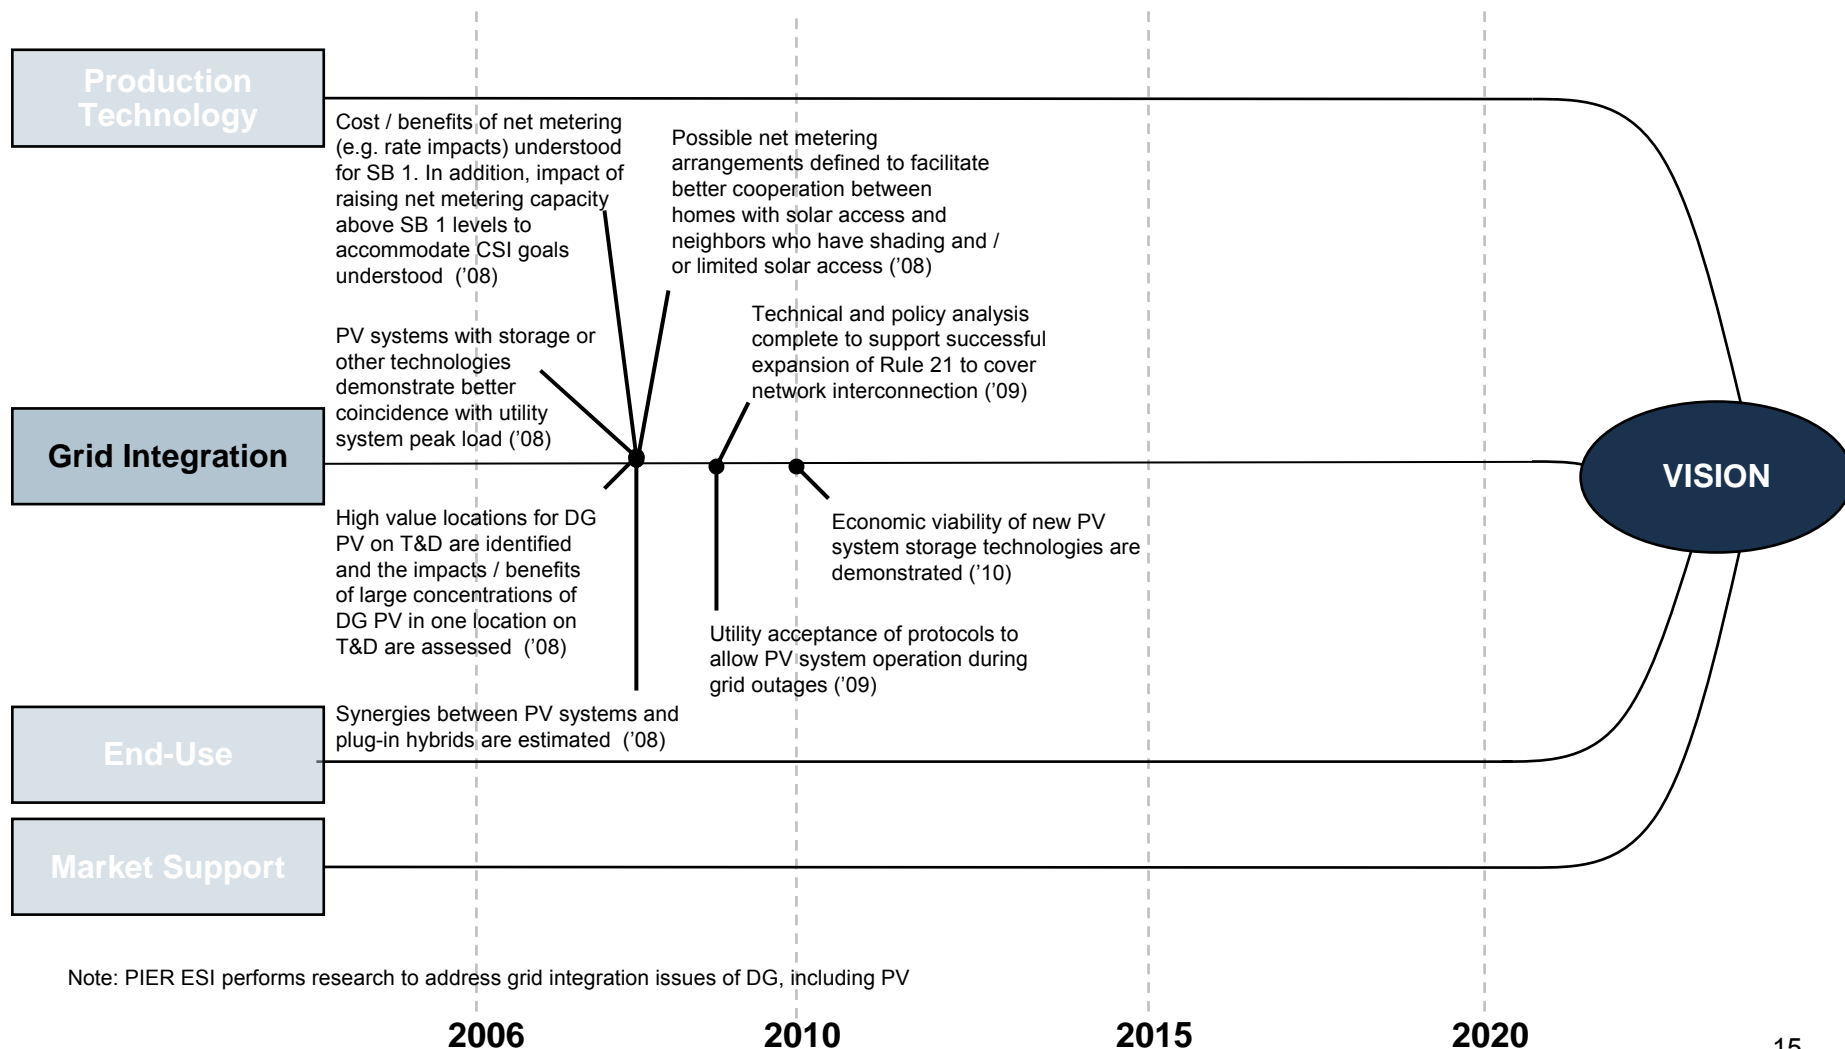 Production
Technology
Cost / benefits of net metering
(e.g. rate impacts) understood
for SB 1. In addition, impact of
raising net metering capacity
above SB 1 levels to
accommodate CSI goals
understood  ('08)
Possible net metering
arrangements defined to facilitate
better cooperation between
homes with solar access and
neighbors who have shading and /
or limited solar access ('08)
Technical and policy analysis
complete to support successful
expansion of Rule 21 to cover
network interconnection ('09)
PV systems with storage or
other technologies
demonstrate better
coincidence with utility
system peak load ('08)
Grid Integration
VISION
High value locations for DG
PV on T&D are identified
and the impacts / benefits
of large concentrations of
DG PV in one location on
T&D are assessed  ('08)
Economic viability of new PV
system storage technologies are
demonstrated ('10)
Utility acceptance of protocols to
allow PV system operation during
grid outages ('09)
Synergies between PV systems and
plug-in hybrids are estimated  ('08)
End-Use
Market Support
Note: PIER ESI performs research to address grid integration issues of DG, including PV
2006
2010
2015
2020
15